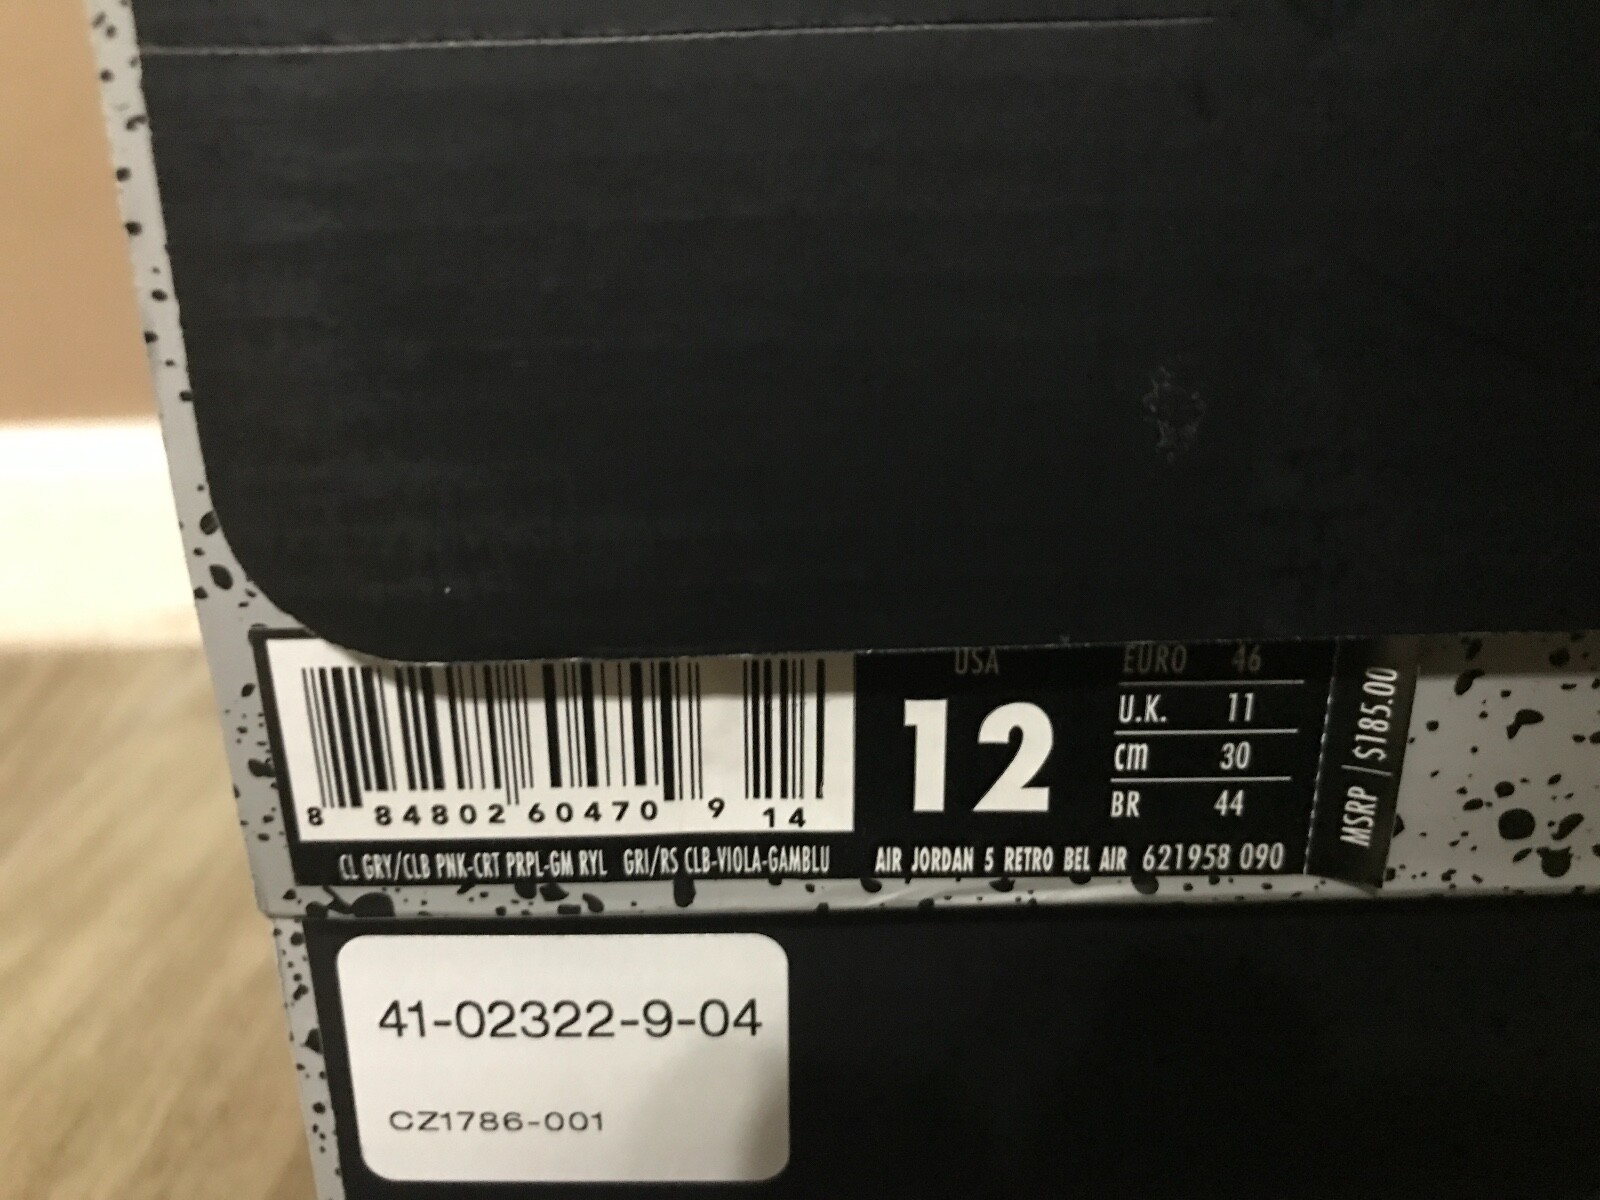 USA
12
EURO 46
U.K. 11
cm 30
BR 44
MSRP | $185.00
8 84802 60470 9 14
CL GRY/CLB PNK-CRT PRPL-GM RYL GRI/RS CLB-VIOLA-GAMBLU
AIR JORDAN 5 RETRO BEL AIR 621958 090
41-02322-9-04
CZ1786-001